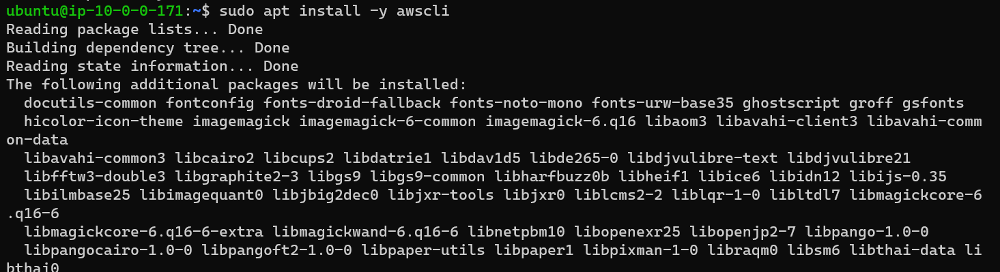 ubuntu@ip-10-0-0-171:~$ sudo apt install -y awscli
Reading package lists... Done
Building dependency tree... Done
Reading state information... Done
The following additional packages will be installed:
  docutils-common fontconfig fonts-droid-fallback fonts-noto-mono fonts-urw-base35 ghostscript groff gsfonts
  hicolor-icon-theme imagemagick imagemagick-6-common imagemagick-6.q16 libaom3 libavahi-client3 libavahi-comm
on-data
  libavahi-common3 libcairo2 libcups2 libdatrie1 libdav1d5 libde265-0 libdjvulibre-text libdjvulibre21
  libfftw3-double3 libgraphite2-3 libgs9 libgs9-common libharfbuzz0b libheif1 libice6 libidn12 libijs-0.35
  libilmbase25 libimagequant0 libjbig2dec0 libjxr-tools libjxr0 liblcms2-2 liblqr-1-0 libltdl7 libmagickcore-6
.q16-6
  libmagickcore-6.q16-6-extra libmagickwand-6.q16-6 libnetpbm10 libopenexr25 libopenjp2-7 libpango-1.0-0
  libpangocairo-1.0-0 libpangoft2-1.0-0 libpaper-utils libpaper1 libpixman-1-0 libraqm0 libsm6 libthai-data li
bthai0